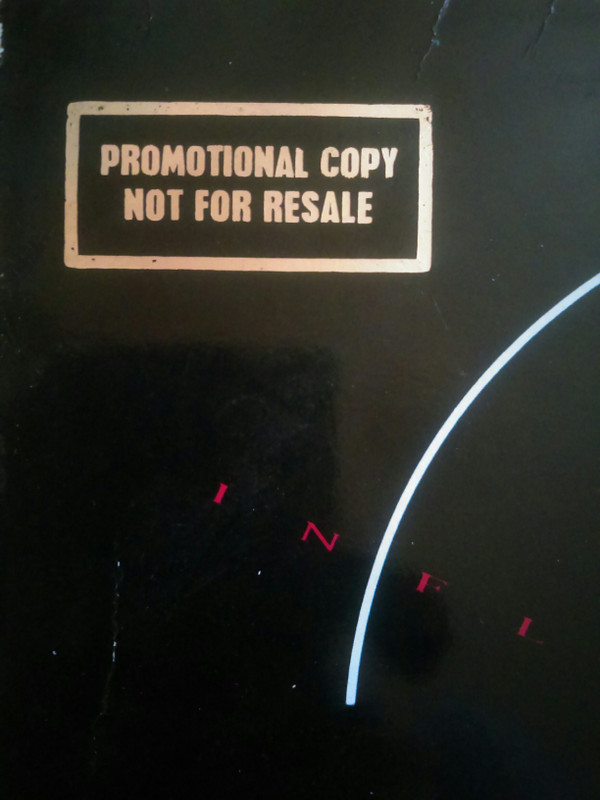 PROMOTIONAL COPY
NOT FOR RESALE
I N F L